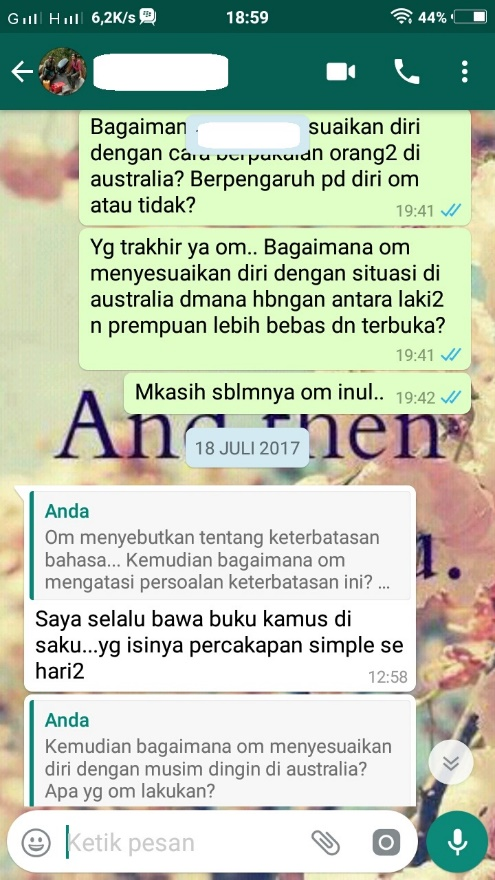 G H 6,2K/s 18:59 44%
Bagaiman suaikan diri
dengan cara berpakaian orang2 di
australia? Berpengaruh pd diri om
atau tidak?
19:41
Yg trakhir ya om.. Bagaimana om
menyesuaikan diri dengan situasi di
australia dmana hbngan antara laki2
n prempuan lebih bebas dn terbuka?
19:41
Mkasih sblmnya om inul.. 19:42
And then
18 JULI 2017
Anda
Om menyebutkan tentang keterbatasan
bahasa... Kemudian bagaimana om
mengatasi persoalan keterbatasan ini? ...
Saya selalu bawa buku kamus di
saku...yg isinya percakapan simple se
hari2
12:58
Anda
Kemudian bagaimana om menyesuaikan
diri dengan musim dingin di australia?
Apa yg om lakukan?
Ketik pesan